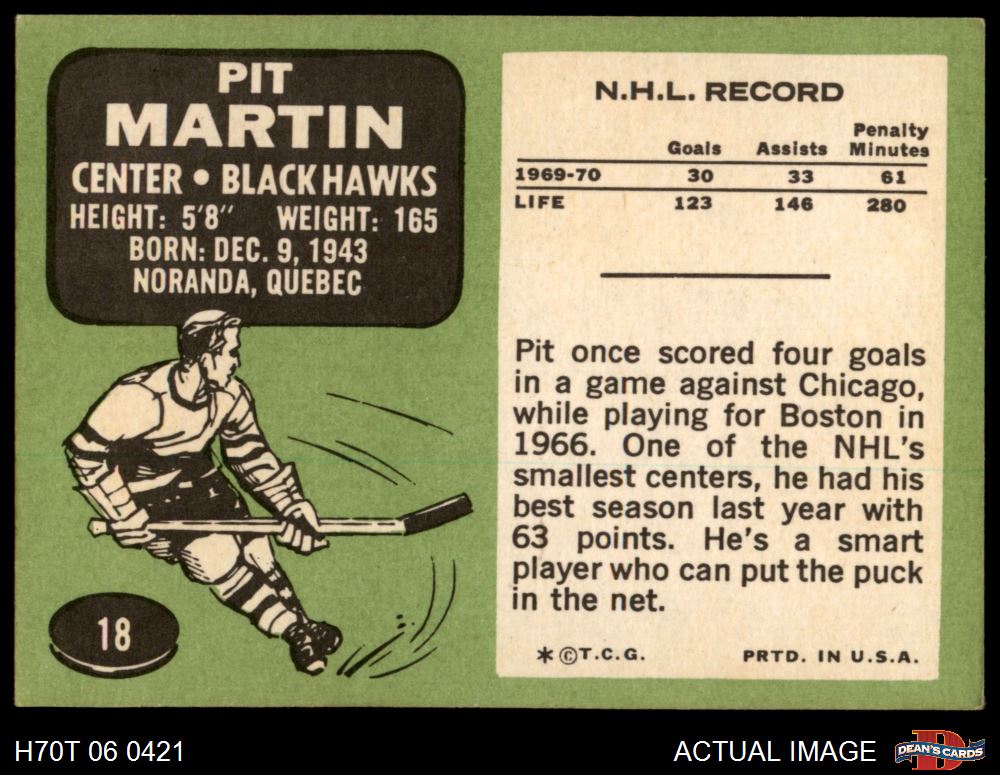 PIT
MARTIN
CENTER • BLACK HAWKS
HEIGHT: 5'8" WEIGHT: 165
BORN: DEC. 9, 1943
NORANDA, QUEBEC
18
N.H.L. RECORD
Goals Assists Penalty Minutes
1969-70 30 33 61
LIFE 123 146 280
Pit once scored four goals
in a game against Chicago,
while playing for Boston in
1966. One of the NHL's
smallest centers, he had his
best season last year with
63 points. He's a smart
player who can put the puck
in the net.
* ©T.C.G. PRTD. IN U.S.A.
H70T 06 0421
ACTUAL IMAGE
DEAN'S CARDS